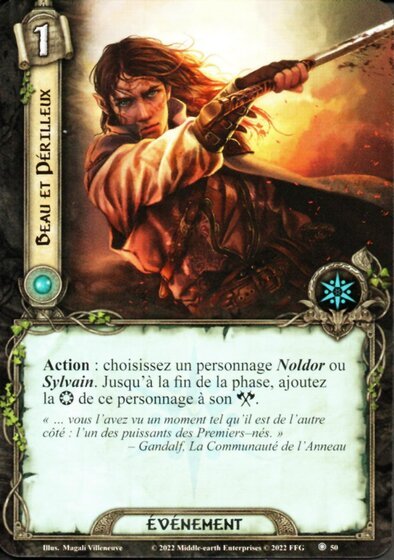 1
BEAU ET PÉRILLEUX
Action : choisissez un personnage Noldor ou
Sylvain. Jusqu'à la fin de la phase, ajoutez
la de ce personnage à son .
« ... vous l'avez vu un moment tel qu'il est de l'autre
côté : l'un des puissants des Premiers–nés. »
– Gandalf, La Communauté de l'Anneau
ÉVÉNEMENT
Illus. Magali Villeneuve © 2022 Middle-earth Enterprises © 2022 FFG 50